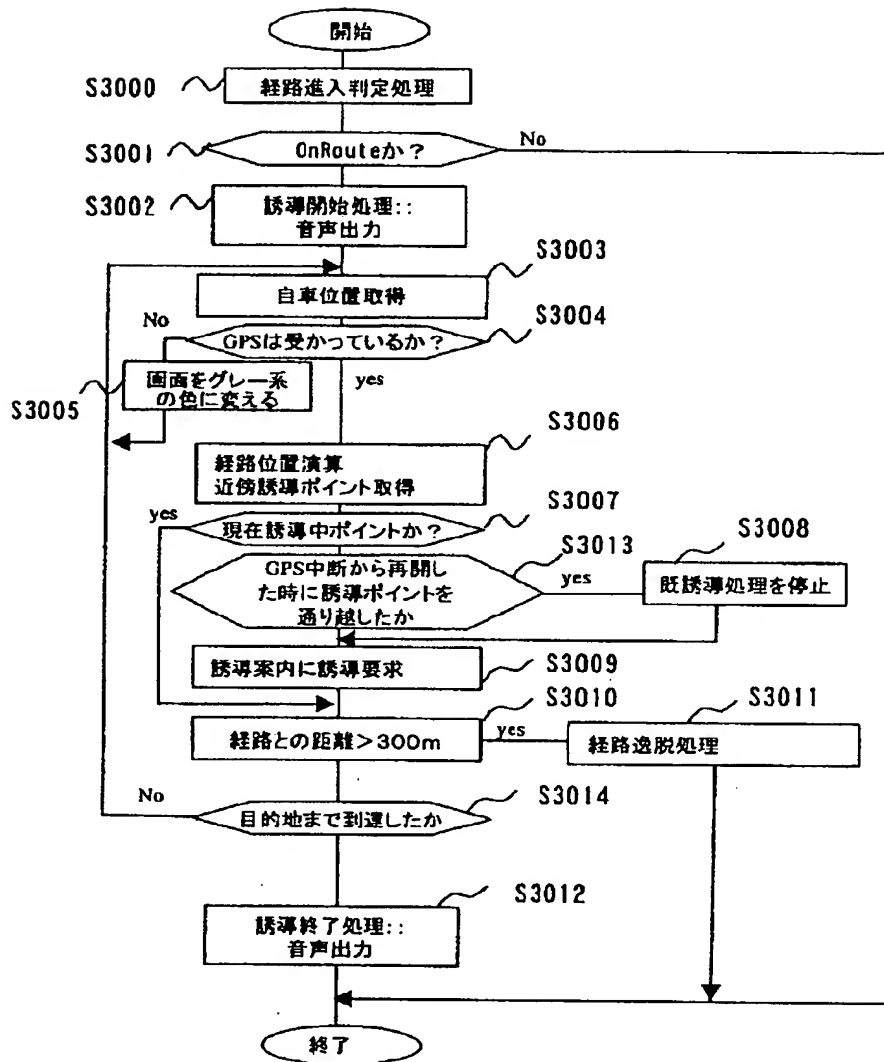 開始
S3000
経路進入判定処理
S3001
OnRouteか？
No
S3002
誘導開始処理::
音声出力
S3003
自車位置取得
No
S3004
GPSは受かっているか？
yes
S3005
画面をグレー系
の色に変える
S3006
経路位置演算
近傍誘導ポイント取得
yes
S3007
現在誘導中ポイントか？
S3013
GPS中断から再開し
た時に誘導ポイントを
通り越したか
yes
S3008
既誘導処理を停止
S3009
誘導案内に誘導要求
S3010
経路との距離＞300m
yes
S3011
経路逸脱処理
No
S3014
目的地まで到達したか
S3012
誘導終了処理::
音声出力
終了